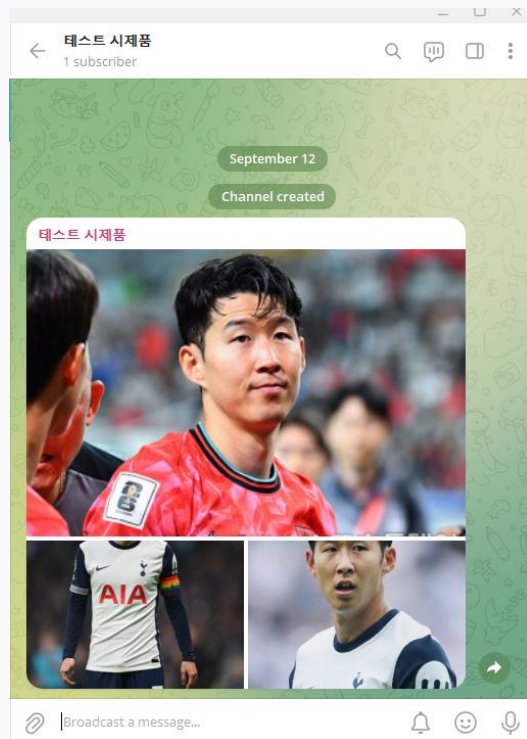 테스트 시제품
1 subscriber
September 12
Channel created
테스트 시제품
26
AIA
Broadcast a message...